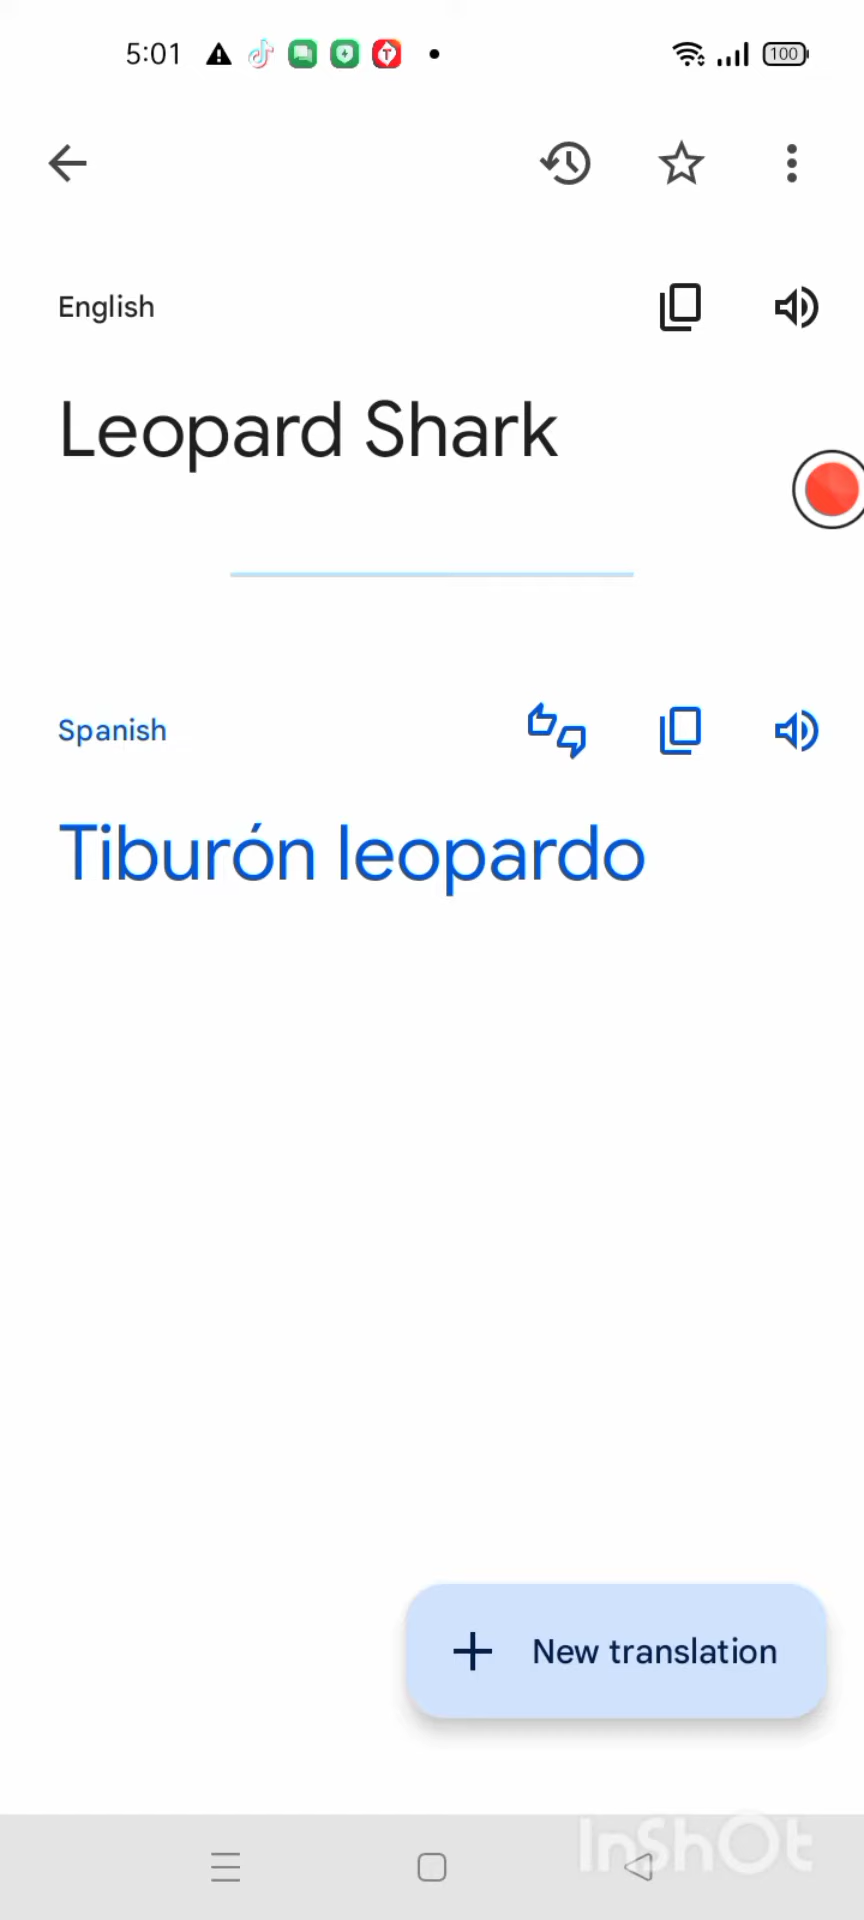 5:01
100
English
Leopard Shark
Spanish
Tiburón leopardo
New translation
InShOt